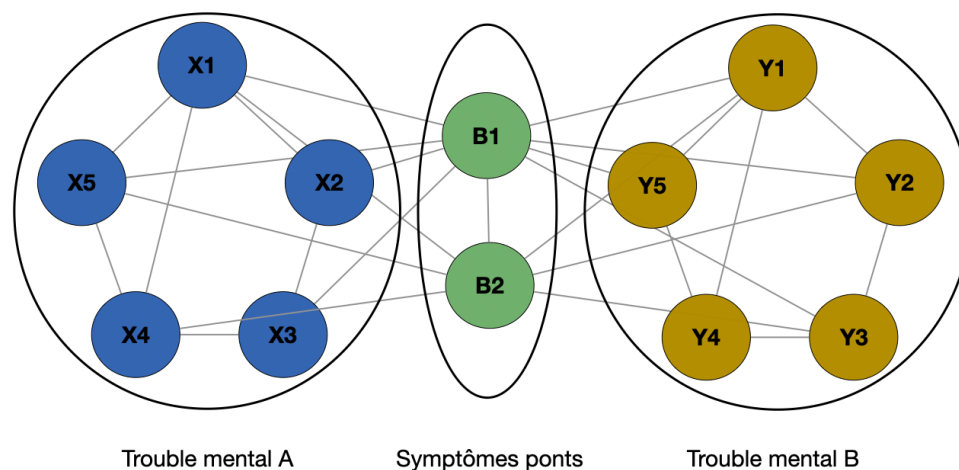 X1
Y1
B1
X5
X2
Y5
Y2
B2
X4
X3
Y4
Y3
Trouble mental A
Symptômes ponts
Trouble mental B